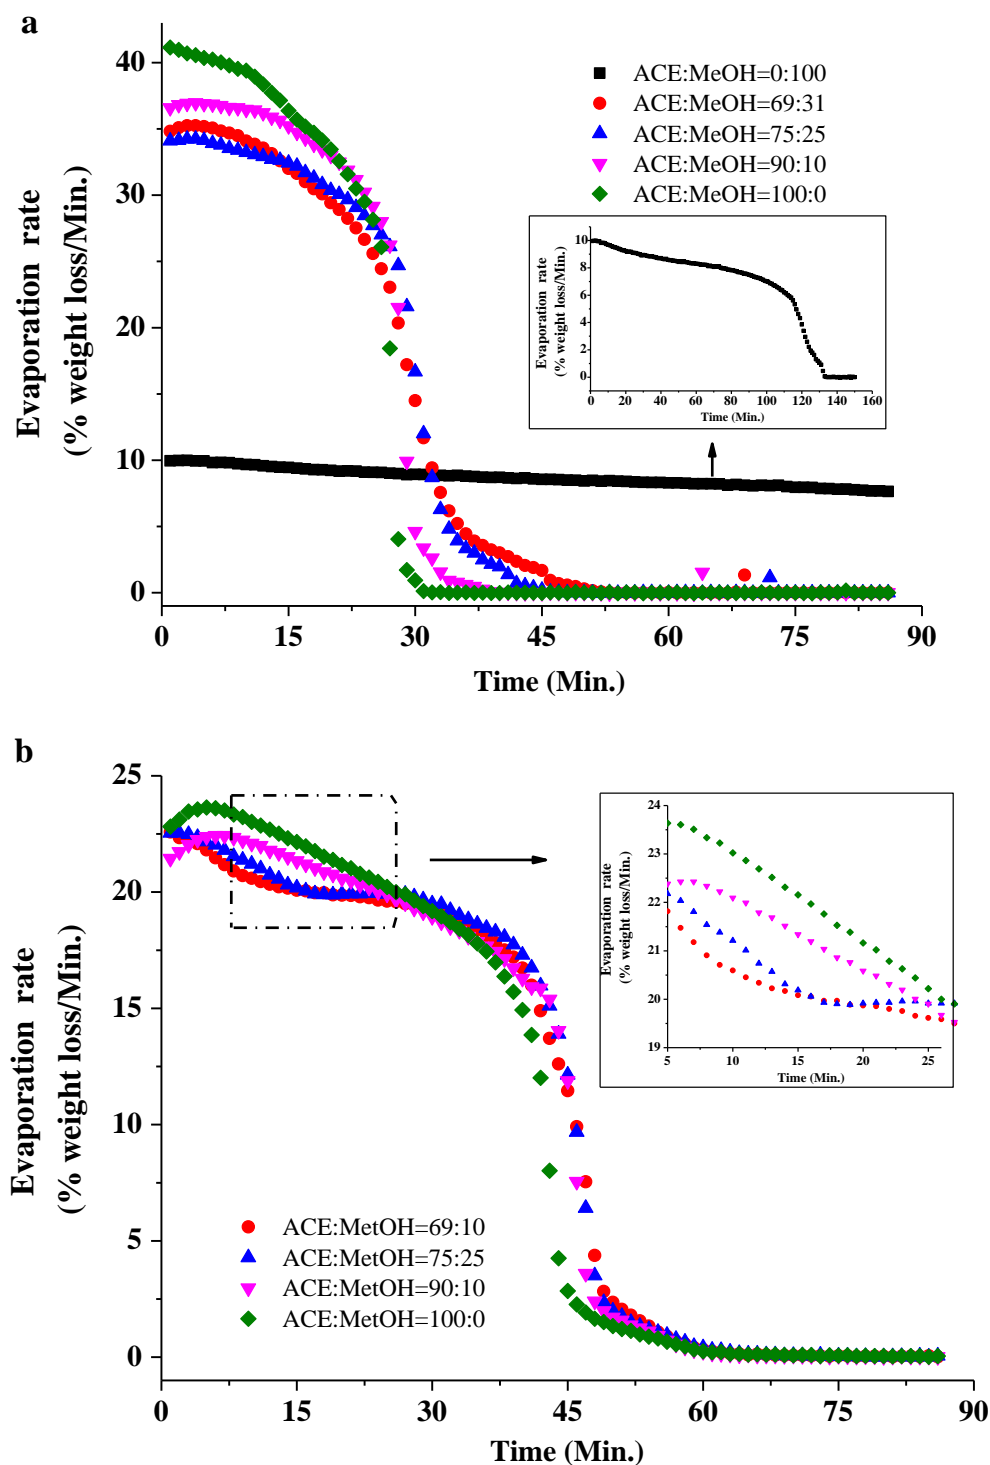 a
ACE:MeOH=0:100
ACE:MeOH=69:31
ACE:MeOH=75:25
ACE:MeOH=90:10
ACE:MeOH=100:0
40
30
20
10
0
Evaporation rate
(% weight loss/Min.)
0 15 30 45 60 75 90
Time (Min.)
10
8
6
4
2
0
Evaporation rate
(% weight loss/Min.)
0 20 40 60 80 100 120 140 160
Time (Min.)
b
25
20
15
10
5
0
Evaporation rate
(% weight loss/Min.)
24
23
22
21
20
19
Evaporation rate
(% weight loss/Min.)
5 10 15 20 25
Time (Min.)
ACE:MetOH=69:10
ACE:MetOH=75:25
ACE:MetOH=90:10
ACE:MetOH=100:0
0 15 30 45 60 75 90
Time (Min.)